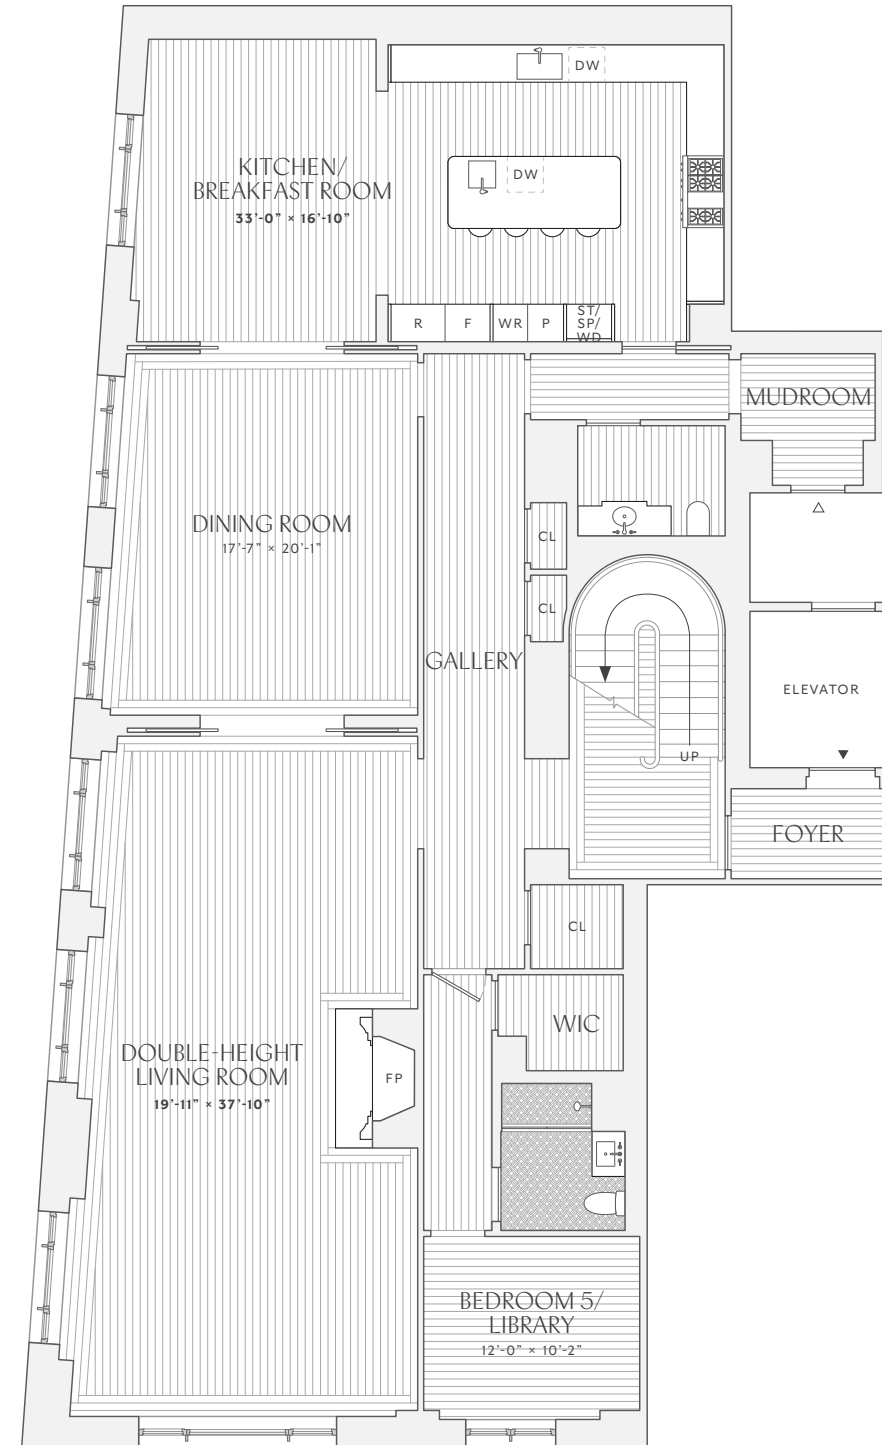 DW
KITCHEN/
BREAKFAST ROOM
33'-0" × 16'-10"
DW
R
F
WR
P
ST/
SP/
WD
MUDROOM
DINING ROOM
17'-7" × 20'-1"
CL
CL
GALLERY
ELEVATOR
UP
FOYER
CL
WIC
DOUBLE-HEIGHT
LIVING ROOM
19'-11" × 37'-10"
FP
BEDROOM 5/
LIBRARY
12'-0" × 10'-2"